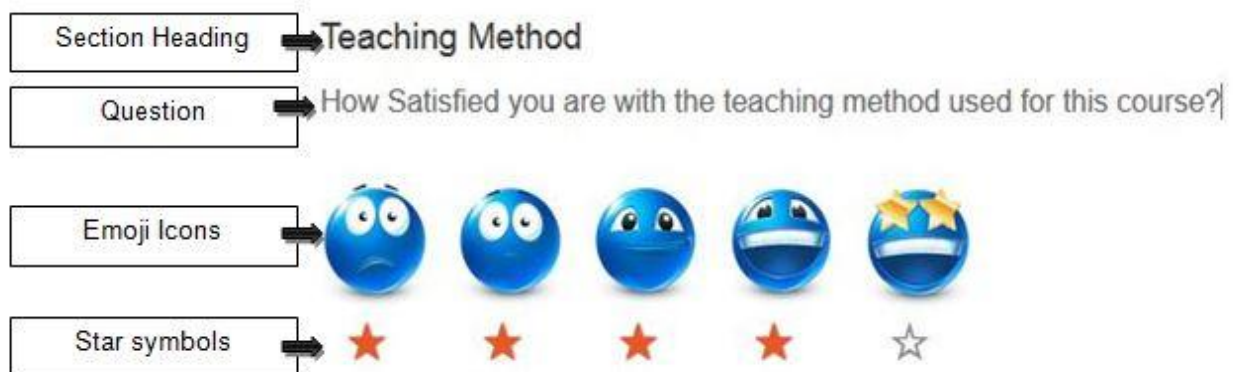 Section Heading
Teaching Method
Question
How Satisfied you are with the teaching method used for this course?
Emoji Icons
Star symbols